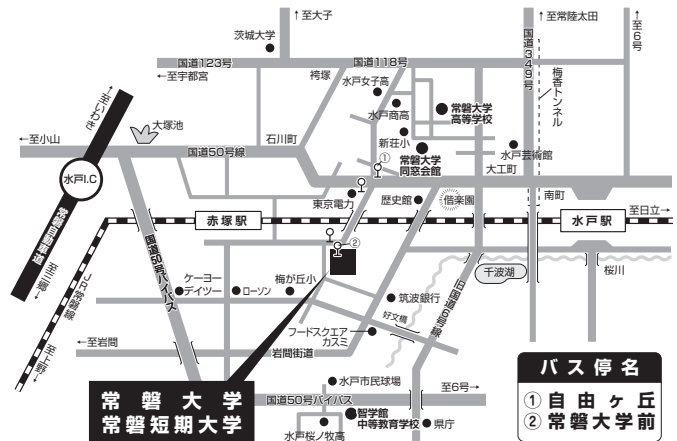 ↑至大子
↑至常陸太田
↑至6号
茨城大学
国道123号
国道118号
←至宇都宮
袴塚
水戸女子高
国道349号
梅香トンネル
↑至いわき
水戸商高
常磐大学
高等学校
大塚池
石川町
新荘小
←至小山
国道50号線
①
常磐大学
同窓会館
大工町
水戸芸術館
水戸I.C
東京電力
歴史館
偕楽園
南町
至日立→
赤塚駅
水戸駅
常磐自動車道
②
国道50号バイパス
千波湖
桜川
至三郷→
JR常磐線
ケーヨー
デイツー
ローソン
梅が丘小
筑波銀行
旧国道6号線
好文橋
至上野→
フードスクエア
カスミ
←至岩間
岩間街道
水戸市民球場
至6号→
常磐大学
常磐短期大学
国道50号バイパス
智学館
中等教育学校
県庁
水戸桜ノ牧高
バス停名
① 自由ヶ丘
② 常磐大学前